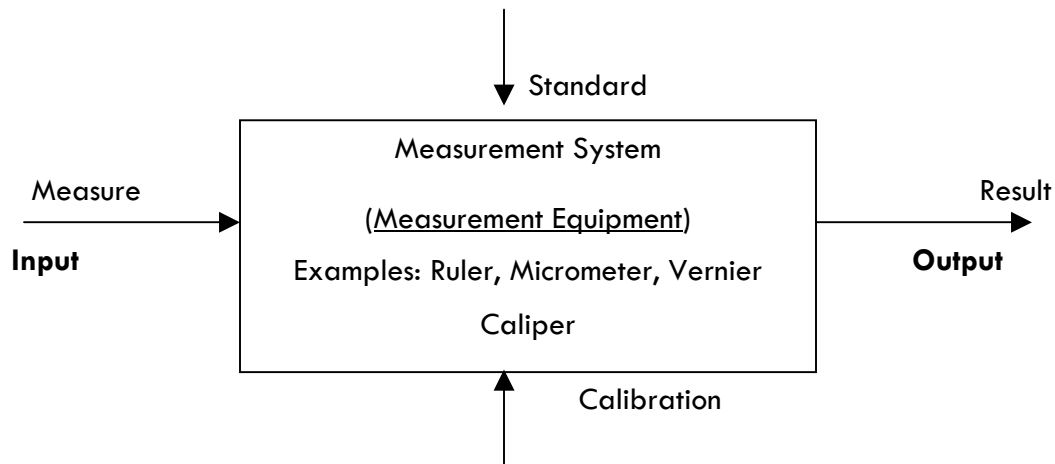 Standard
Measurement System
Measure
Result
(Measurement Equipment)
Input
Output
Examples: Ruler, Micrometer, Vernier
Caliper
Calibration